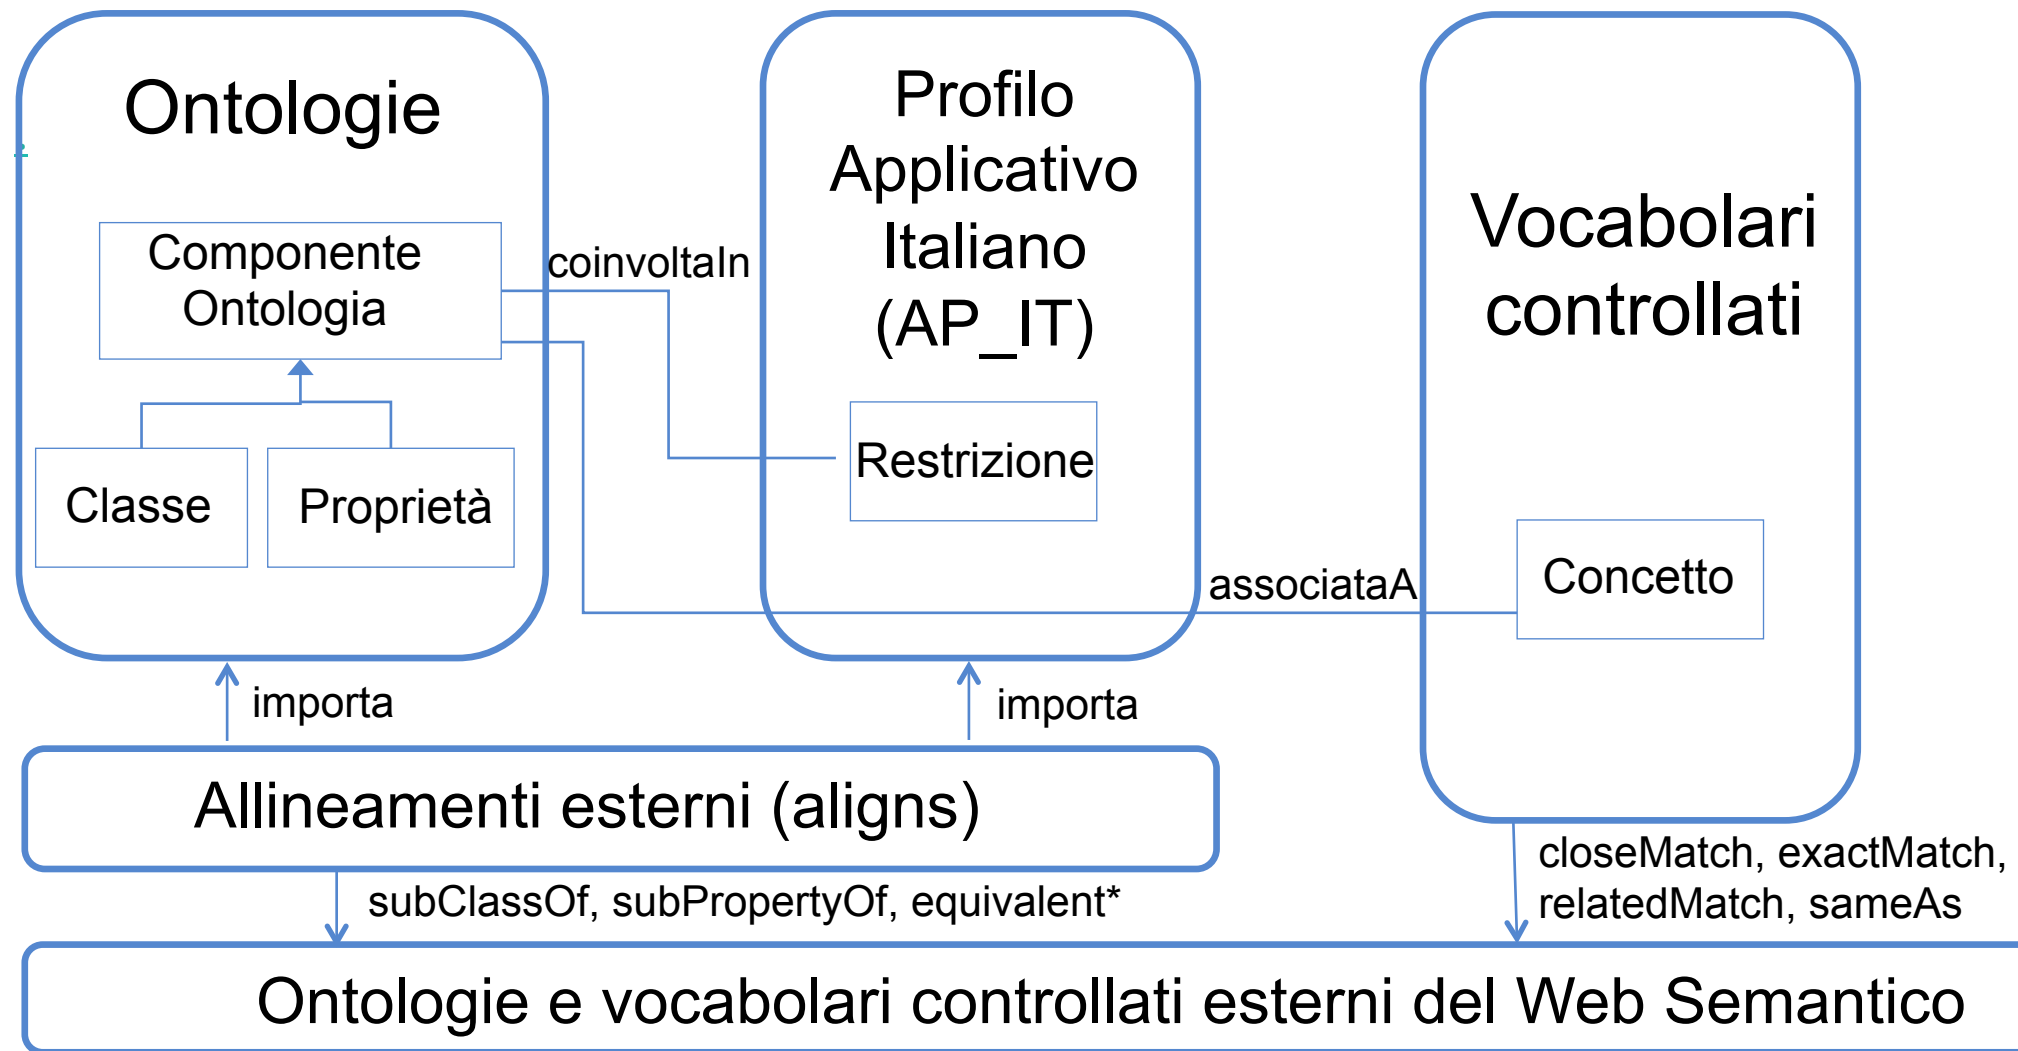 Ontologie
Componente
Ontologia
Classe
Proprietà
coinvoltaIn
Profilo
Applicativo
Italiano
(AP_IT)
Restrizione
associataA
Vocabolari
controllati
Concetto
importa
importa
Allineamenti esterni (aligns)
subClassOf, subPropertyOf, equivalent*
closeMatch, exactMatch,
relatedMatch, sameAs
Ontologie e vocabolari controllati esterni del Web Semantico